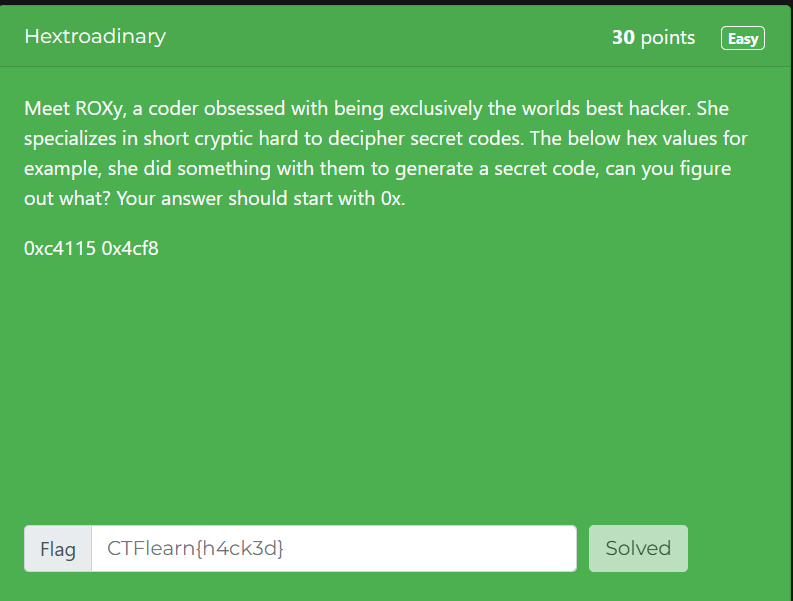 Hextroadinary
30 points
Easy
Meet ROXy, a coder obsessed with being exclusively the worlds best hacker. She
specializes in short cryptic hard to decipher secret codes. The below hex values for
example, she did something with them to generate a secret code, can you figure
out what? Your answer should start with 0x.
0xc4115 0x4cf8
Flag
CTFlearn{h4ck3d}
Solved